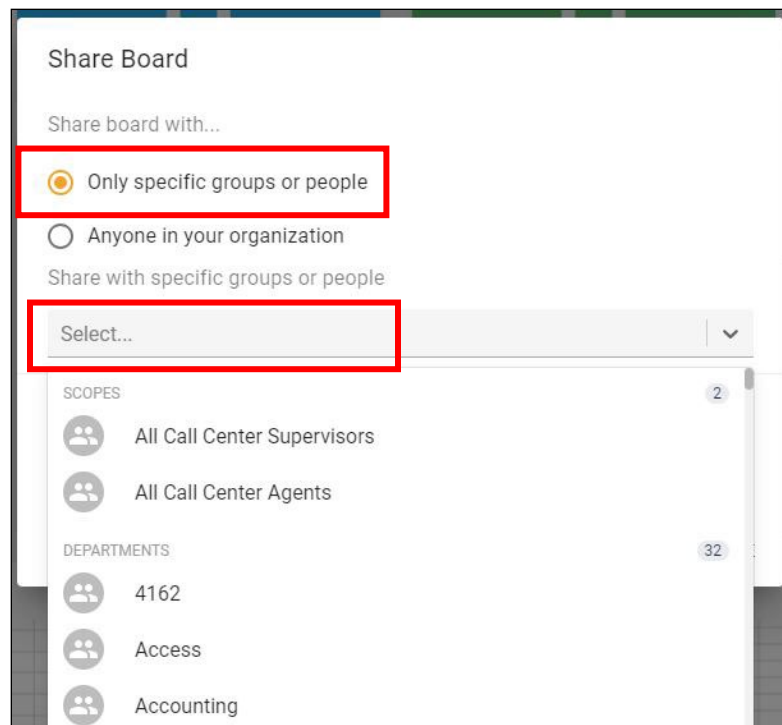 Share Board
Share board with...
Only specific groups or people
Anyone in your organization
Share with specific groups or people
Select...
SCOPES 2
All Call Center Supervisors
All Call Center Agents
DEPARTMENTS 32
4162
Access
Accounting